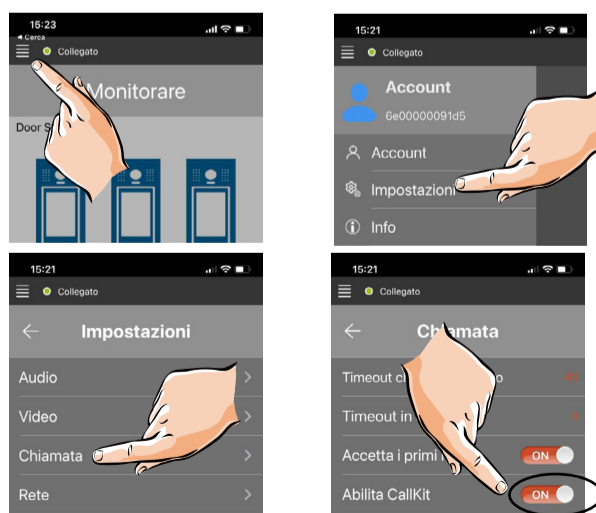 15:23
◀ Cerca
Collegato
Monitorare
Door S
15:21
Collegato
Account
6e00000091d5
Account
Impostazioni
Info
15:21
Collegato
Impostazioni
Audio
Video
Chiamata
Rete
15:21
Collegato
Chiamata
Timeout c
Timeout in
Accetta i primi
ON
Abilita CallKit
ON